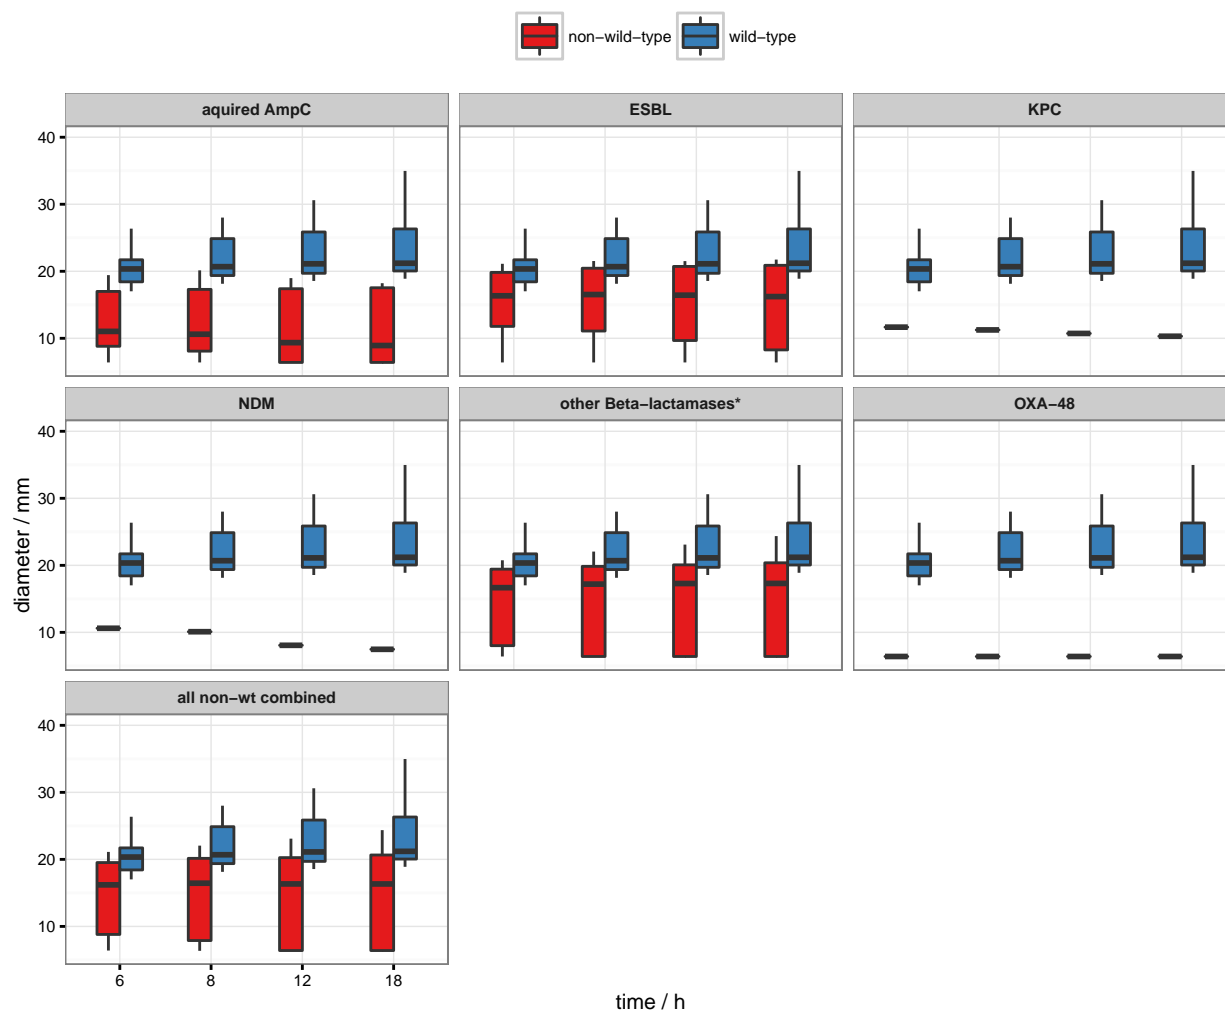 non−wild−type wild−type
aquired AmpC ESBL KPC
40
30
20
10
NDM other Beta−lactamases* OXA−48
40
30
20
10
diameter / mm
all non−wt combined
40
30
20
10
6 8 12 18
time / h